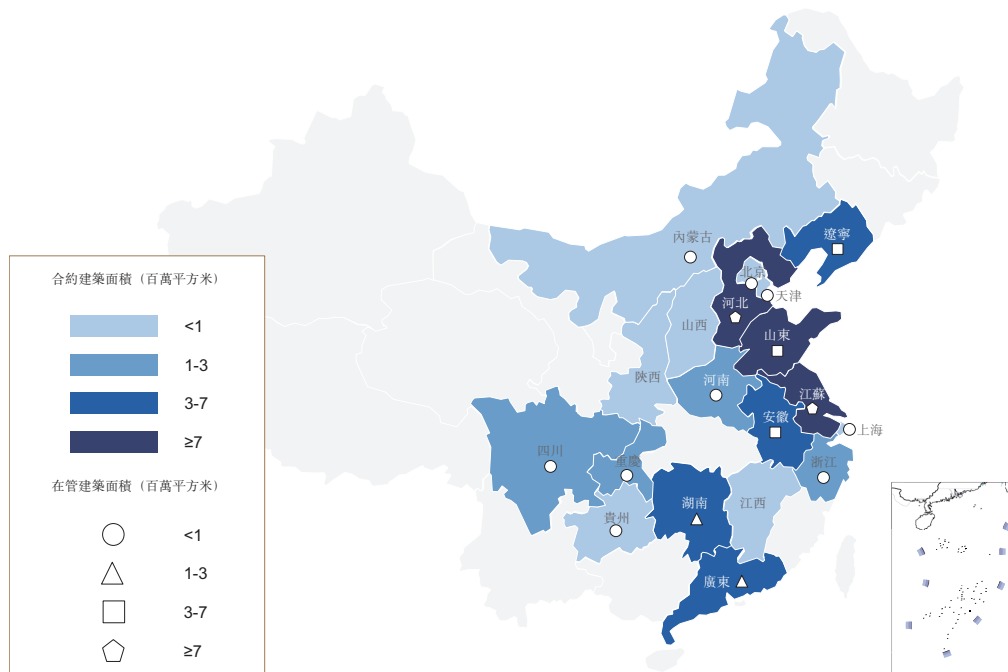 合約建築面積（百萬平方米）
<1
1-3
3-7
≥7
在管建築面積（百萬平方米）
<1
1-3
3-7
≥7
內蒙古
遼寧
北京
天津
河北
山西
山東
陝西
河南
江蘇
安徽
上海
四川
重慶
浙江
貴州
湖南
江西
廣東